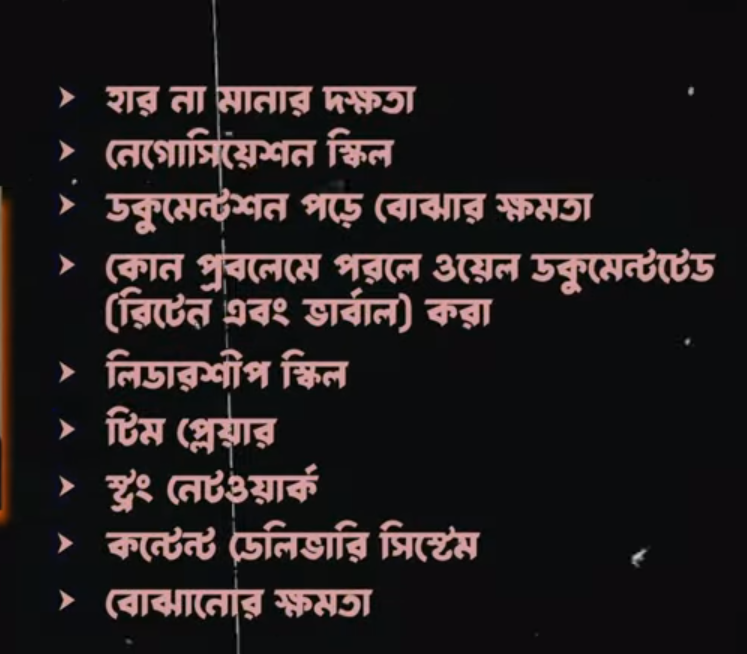 হার না মানার দক্ষতা
নেগোসিয়েশন স্কিল
ডকুমেন্টশন পড়ে বোঝার ক্ষমতা
কোন প্রবলেমে পরলে ওয়েল ডকুমেন্টটেড
(রিটেন এবং ভার্বাল) করা
লিডারশীপ স্কিল
টিম প্লেয়ার
স্ট্রং নেটওয়ার্ক
কন্টেন্ট ডেলিভারি সিস্টেম
বোঝানোর ক্ষমতা